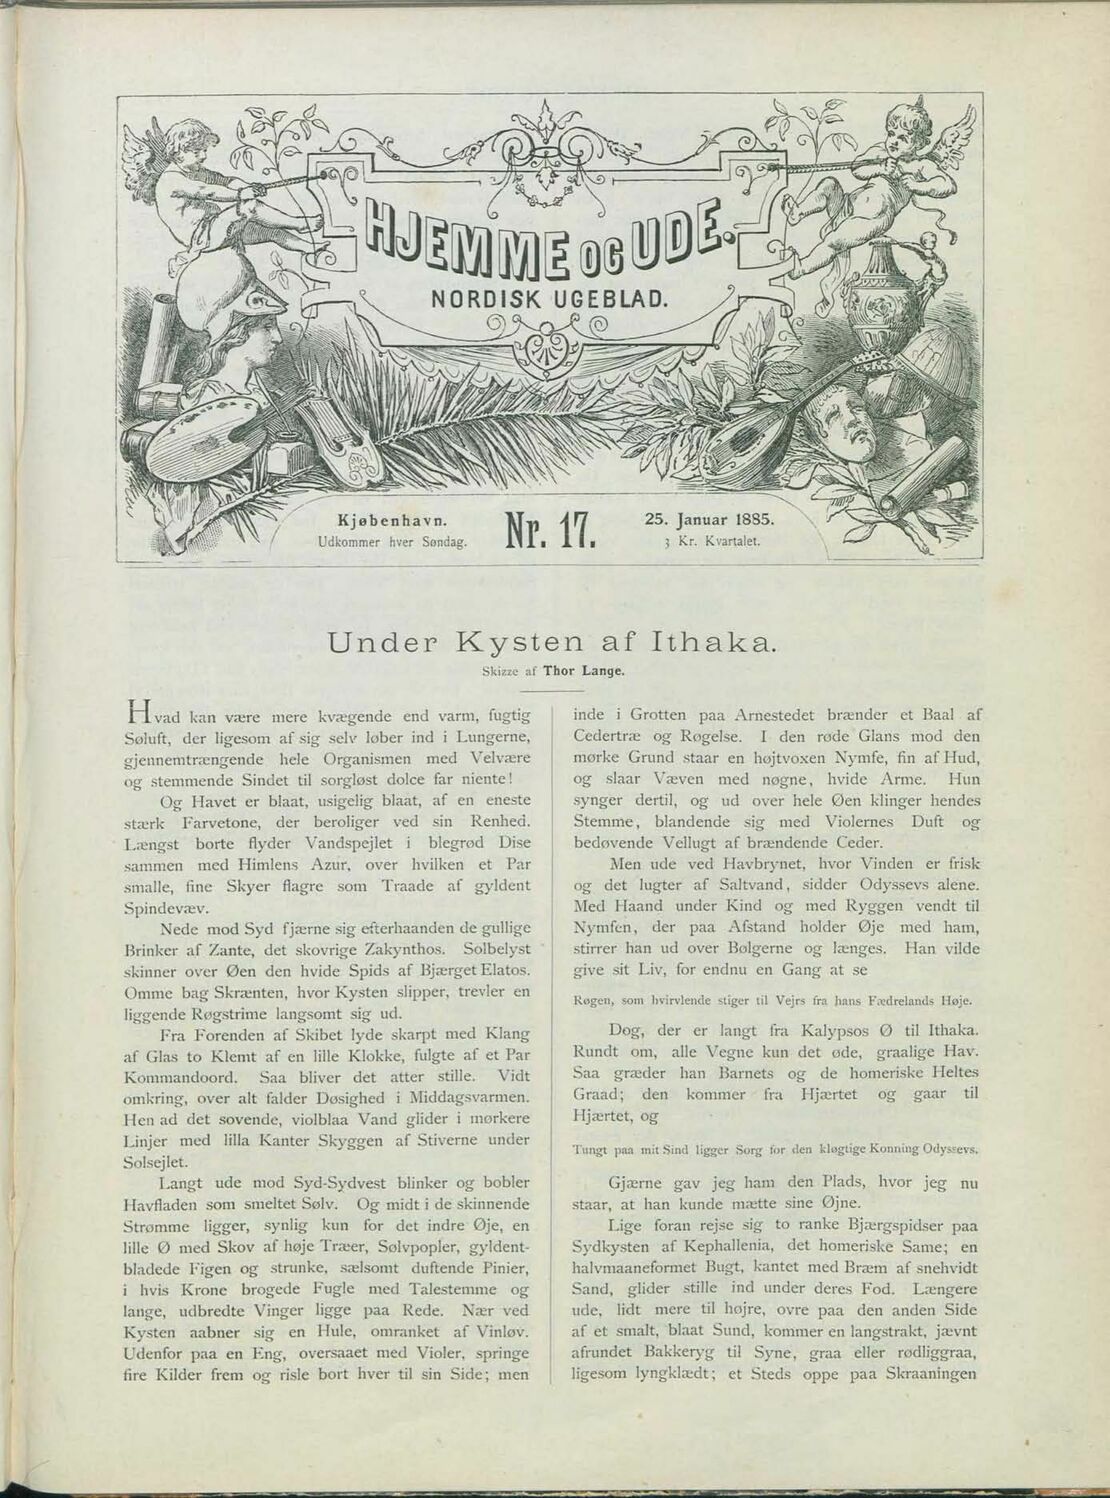 HJEMME OG UDE.
NORDISK UGEBLAD.
Kjøbenhavn.
Udkommer hver Søndag.
Nr. 17.
25. Januar 1885.
3 Kr. Kvartalet.
Under Kysten af Ithaka.
Skizze af Thor Lange.
Hvad kan være mere kvægende end varm, fugtig
Søluft, der ligesom af sig selv løber ind i Lungerne,
gjennemtrængende hele Organismen med Velvære
og stemmende Sindet til sorgløst dolce far niente!
Og Havet er blaat, usigelig blaat, af en eneste
stærk Farvetone, der beroliger ved sin Renhed.
Længst borte flyder Vandspejlet i blegrød Dise
sammen med Himlens Azur, over hvilken et Par
smalle, fine Skyer flagre som Traade af gyldent
Spindevæv.
Nede mod Syd fjærne sig efterhaanden de gullige
Brinker af Zante, det skovrige Zakynthos. Solbelyst
skinner over Øen den hvide Spids af Bjærget Elatos.
Omme bag Skrænten, hvor Kysten slipper, trevler en
liggende Røgstrime langsomt sig ud.
Fra Forenden af Skibet lyde skarpt med Klang
af Glas to Klemt af en lille Klokke, fulgte af et Par
Kommandoord. Saa bliver det atter stille. Vidt
omkring, over alt falder Døsighed i Middagsvarmen.
Hen ad det sovende, violblaa Vand glider i mørkere
Linjer med lilla Kanter Skyggen af Stiverne under
Solsejlet.
Langt ude mod Syd-Sydvest blinker og bobler
Havfladen som smeltet Sølv. Og midt i de skinnende
Strømme ligger, synlig kun for det indre Øje, en
lille Ø med Skov af høje Træer, Sølvpopler, gyldent-
bladede Figen og strunke, sælsomt duftende Pinier,
i hvis Krone brogede Fugle med Talestemme og
lange, udbredte Vinger ligge paa Rede. Nær ved
Kysten aabner sig en Hule, omranket af Vinløv.
Udenfor paa en Eng, oversaaet med Violer, springe
fire Kilder frem og risle bort hver til sin Side; men
inde i Grotten paa Arnestedet brænder et Baal af
Cedertræ og Røgelse. I den røde Glans mod den
mørke Grund staar en højtvoxen Nymfe, fin af Hud,
og slaar Væven med nøgne, hvide Arme. Hun
synger dertil, og ud over hele Øen klinger hendes
Stemme, blandende sig med Violernes Duft og
bedøvende Vellugt af brændende Ceder.
Men ude ved Havbrynet, hvor Vinden er frisk
og det lugter af Saltvand, sidder Odyssevs alene.
Med Haand under Kind og med Ryggen vendt til
Nymfen, der paa Afstand holder Øje med ham,
stirrer han ud over Bølgerne og længes. Han vilde
give sit Liv, for endnu en Gang at se
Røgen, som hvirvlende stiger til Vejrs fra hans Fædrelands Høje.
Dog, der er langt fra Kalypsos Ø til Ithaka.
Rundt om, alle Vegne kun det øde, graalige Hav.
Saa græder han Barnets og de homeriske Heltes
Graad; den kommer fra Hjærtet og gaar til
Hjærtet, og
Tungt paa mit Sind ligger Sorg for den kløgtige Konning Odyssevs.
Gjærne gav jeg ham den Plads, hvor jeg nu
staar, at han kunde mætte sine Øjne.
Lige foran rejse sig to ranke Bjærgspidser paa
Sydkysten af Kephallenia, det homeriske Same; en
halvmaaneformet Bugt, kantet med Bræm af snehvidt
Sand, glider stille ind under deres Fod. Længere
ude, lidt mere til højre, ovre paa den anden Side
af et smalt, blaat Sund, kommer en langstrakt, jævnt
afrundet Bakkeryg til Syne, graa eller rødliggraa,
ligesom lyngklædt; et Steds oppe paa Skraaningen